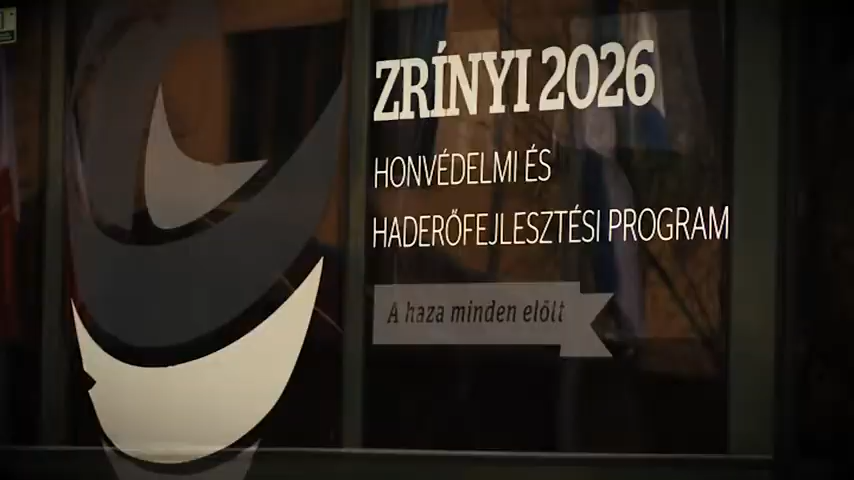 ZRÍNYI 2026
HONVÉDELMI ÉS
HADERŐFEJLESZTÉSI PROGRAM
A haza minden előtt